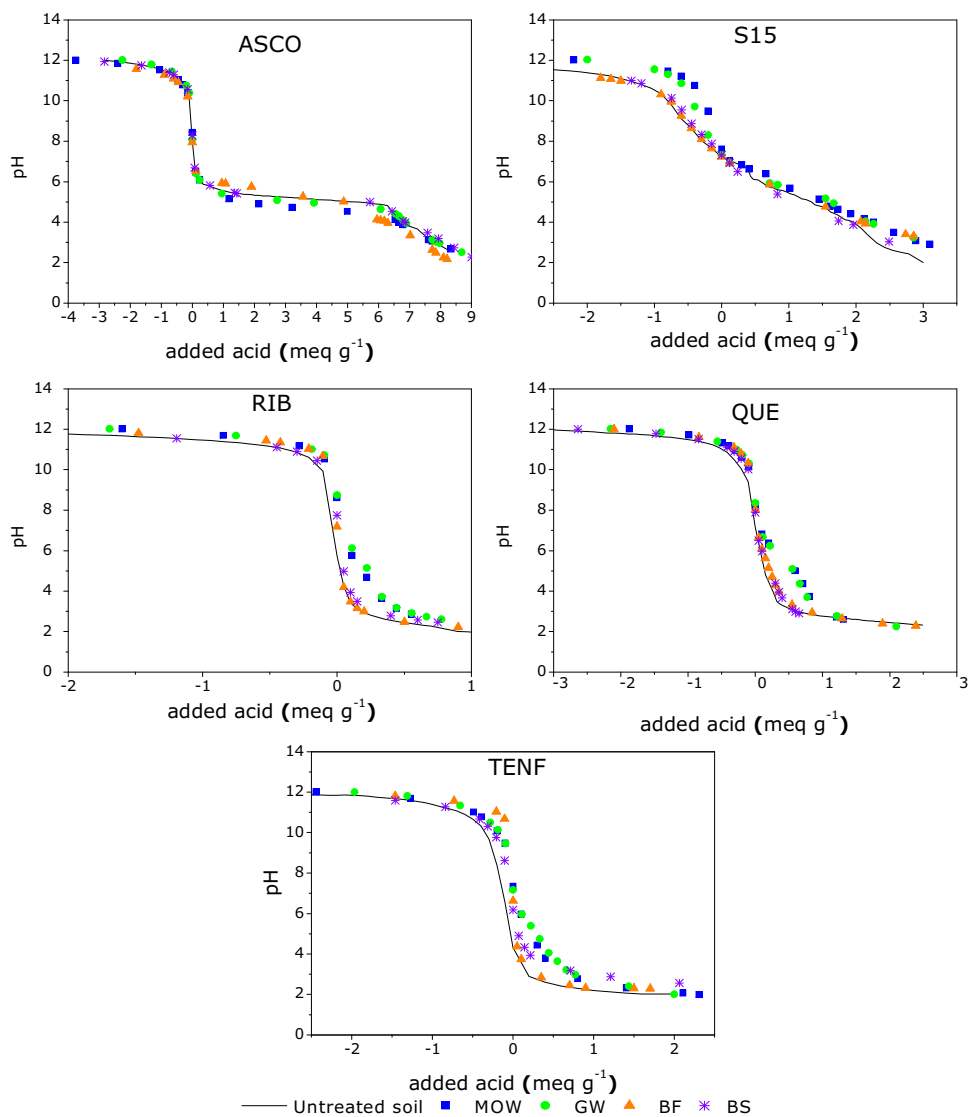 ASCO
pH
14
12
10
8
6
4
2
0
-4 -3 -2 -1 0 1 2 3 4 5 6 7 8 9
added acid (meq g-1)
S15
pH
14
12
10
8
6
4
2
0
-2 -1 0 1 2 3
added acid (meq g-1)
RIB
pH
14
12
10
8
6
4
2
0
-2 -1 0 1
added acid (meq g-1)
QUE
pH
14
12
10
8
6
4
2
0
-3 -2 -1 0 1 2 3
added acid (meq g-1)
TENF
pH
14
12
10
8
6
4
2
0
-2 -1 0 1 2
added acid (meq g-1)
Untreated soil MOW GW BF BS